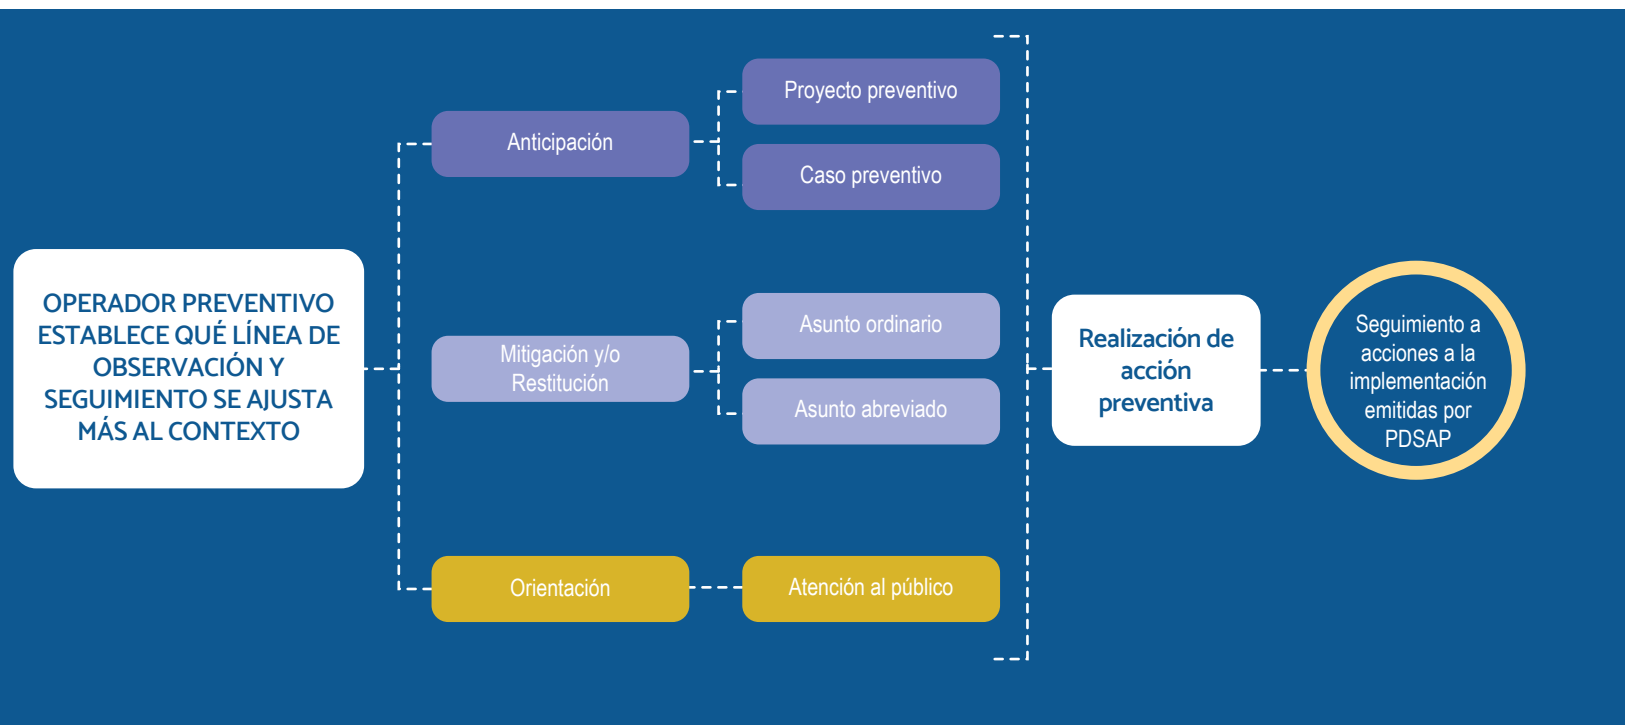 OPERADOR PREVENTIVO
ESTABLECE QUÉ LÍNEA DE
OBSERVACIÓN Y
SEGUIMIENTO SE AJUSTA
MÁS AL CONTEXTO
Anticipación
Proyecto preventivo
Caso preventivo
Mitigación y/o
Restitución
Asunto ordinario
Asunto abreviado
Orientación
Atención al público
Realización de
acción
preventiva
Seguimiento a
acciones a la
implementación
emitidas por
PDSAP